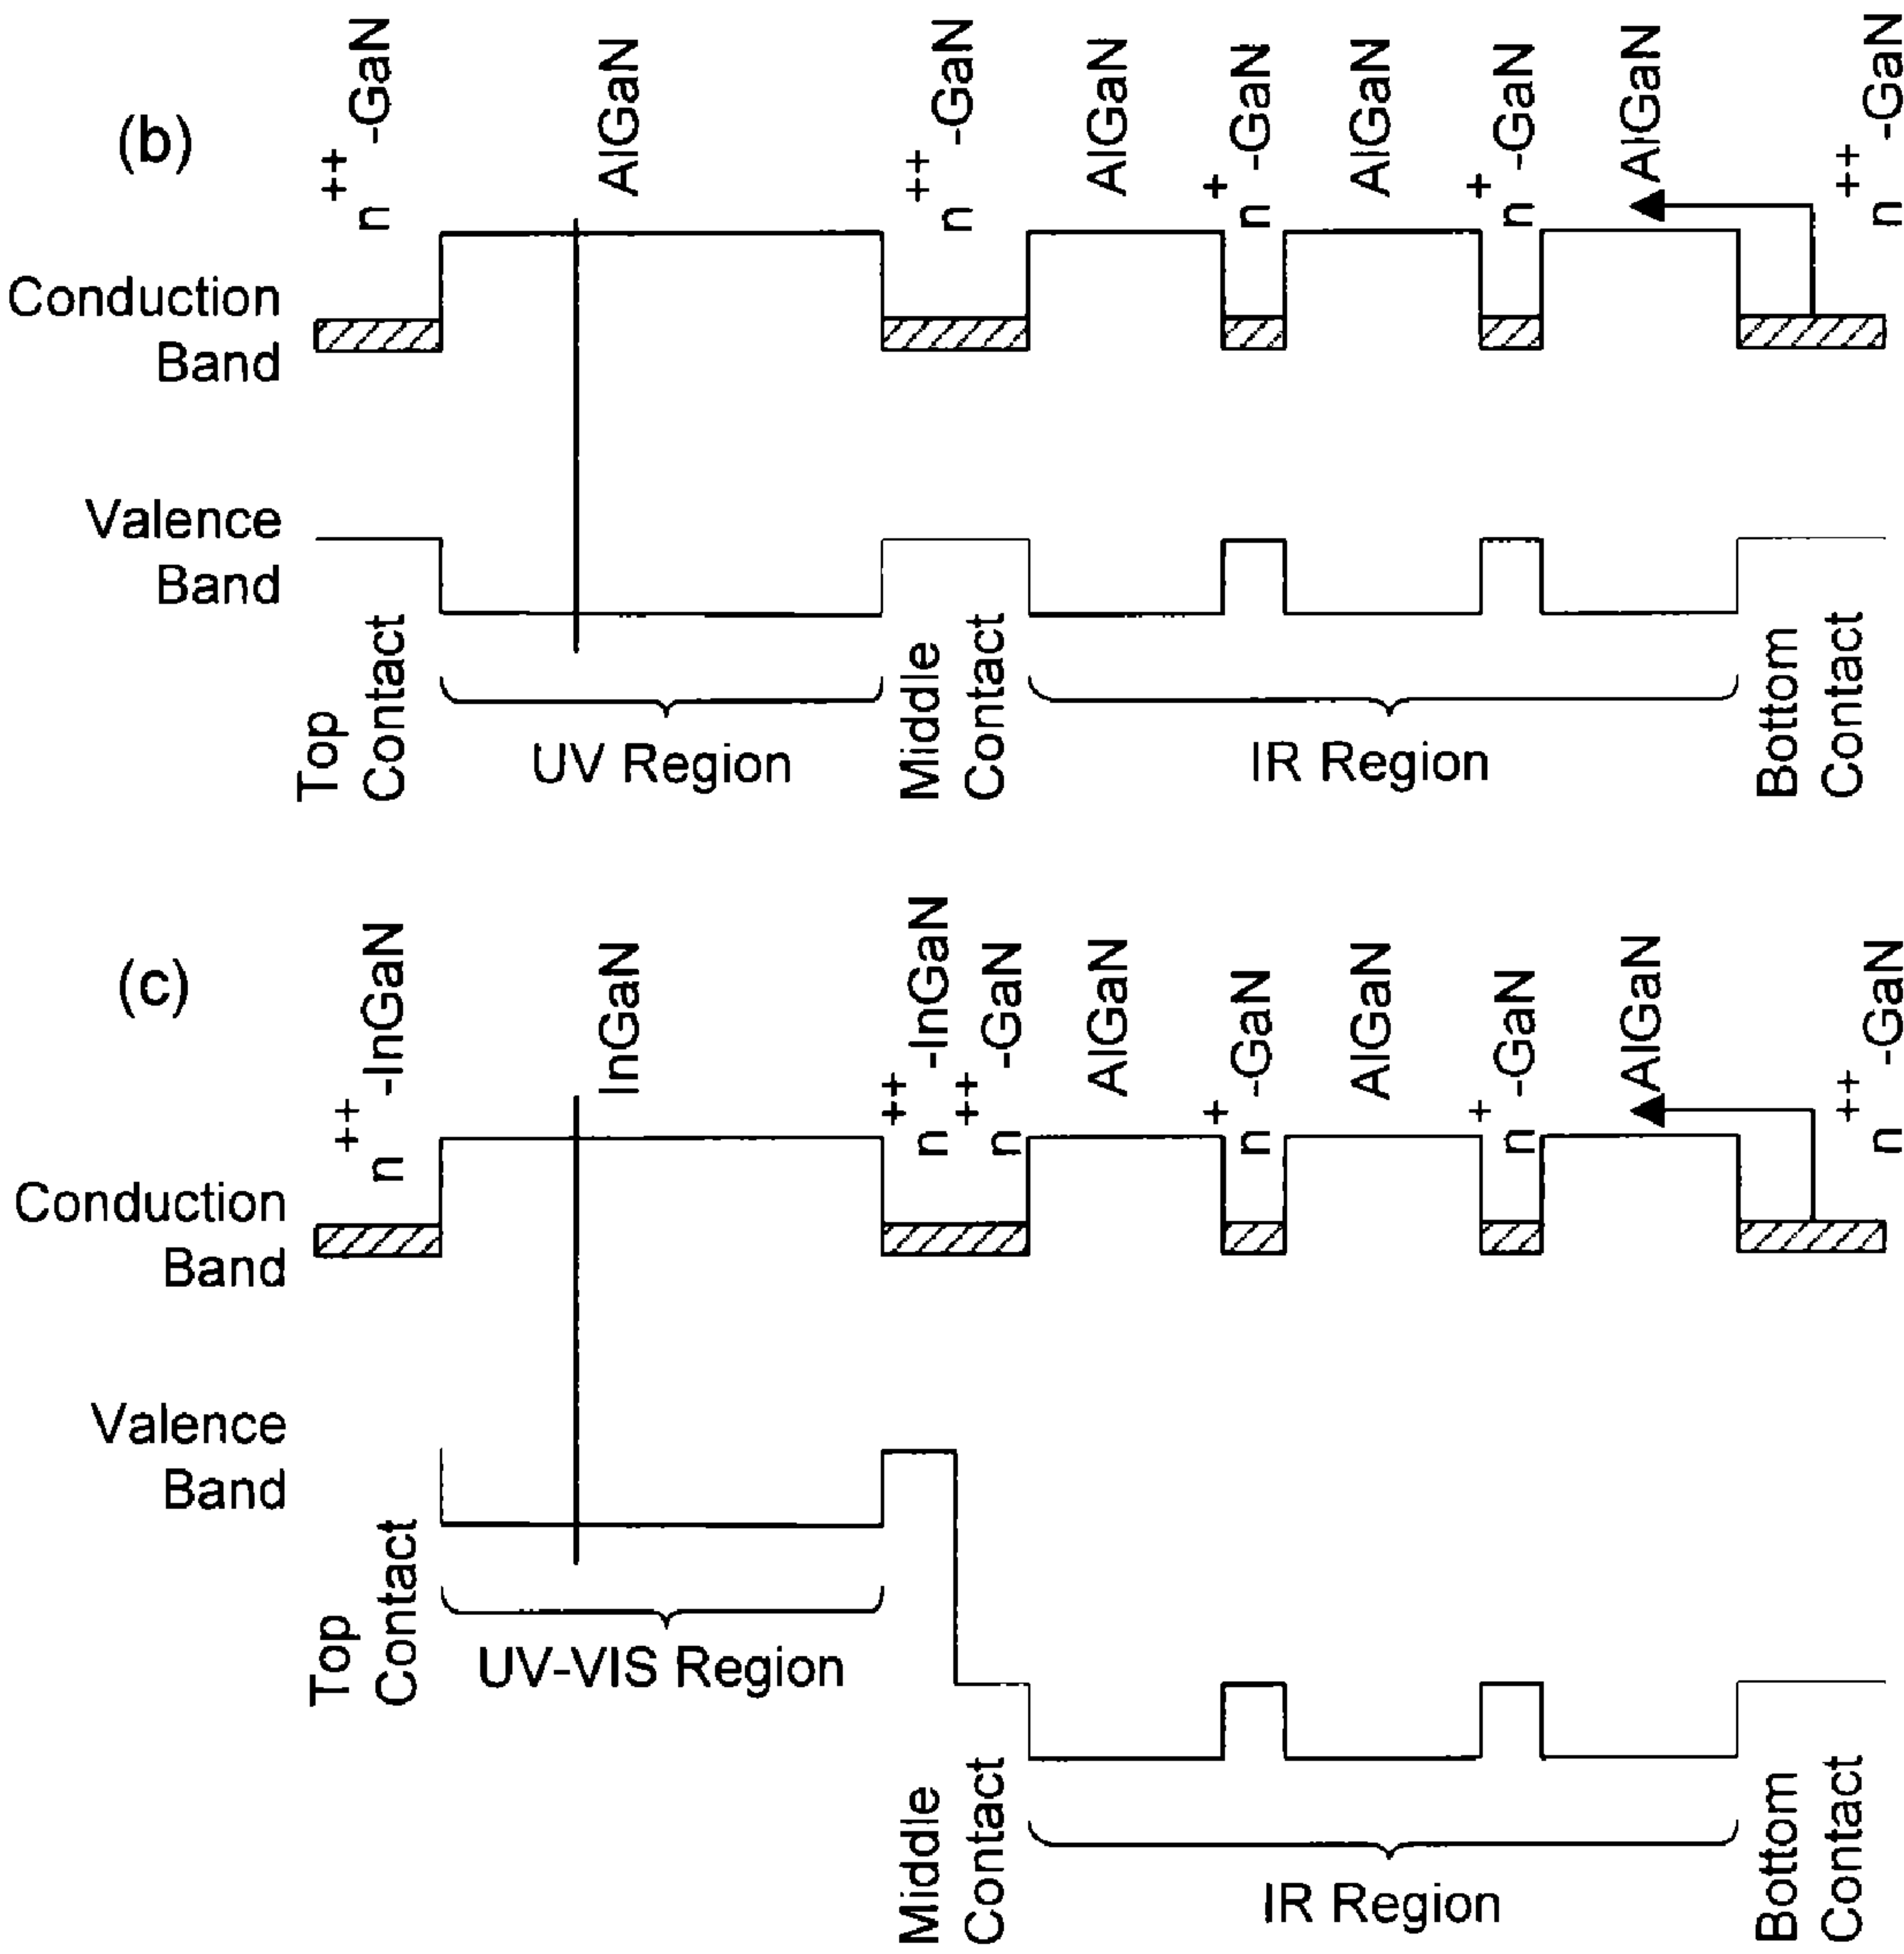 (b)
n++-GaN
AlGaN
n++-GaN
AlGaN
n+-GaN
AlGaN
n+-GaN
AlGaN
n++-GaN
Conduction
Band
Valence
Band
Top
Contact
UV Region
Middle
Contact
IR Region
Bottom
Contact
(c)
n++-InGaN
InGaN
n++-InGaN
n++-GaN
AlGaN
n+-GaN
AlGaN
n+-GaN
AlGaN
n++-GaN
Conduction
Band
Valence
Band
Top
Contact
UV-VIS Region
Middle
Contact
IR Region
Bottom
Contact